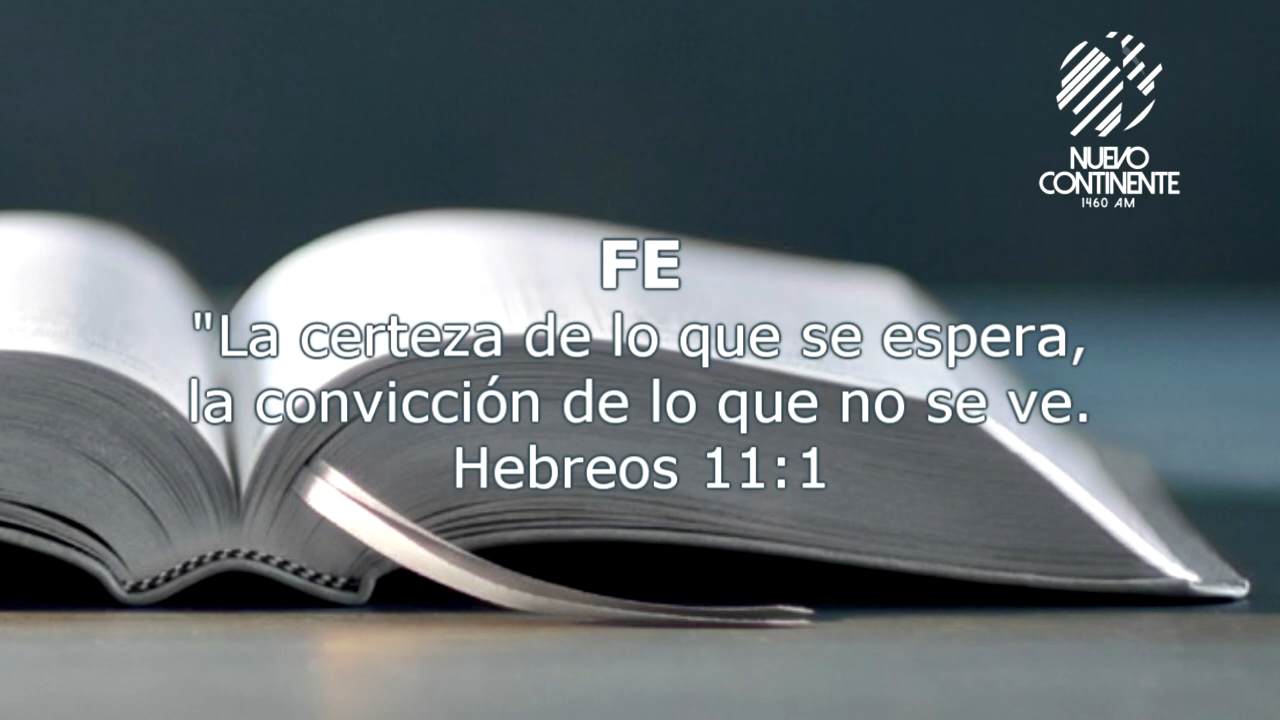 NUEVO
CONTINENTE
1460 AM
FE
"La certeza de lo que se espera,
la convicción de lo que no se ve.
Hebreos 11:1